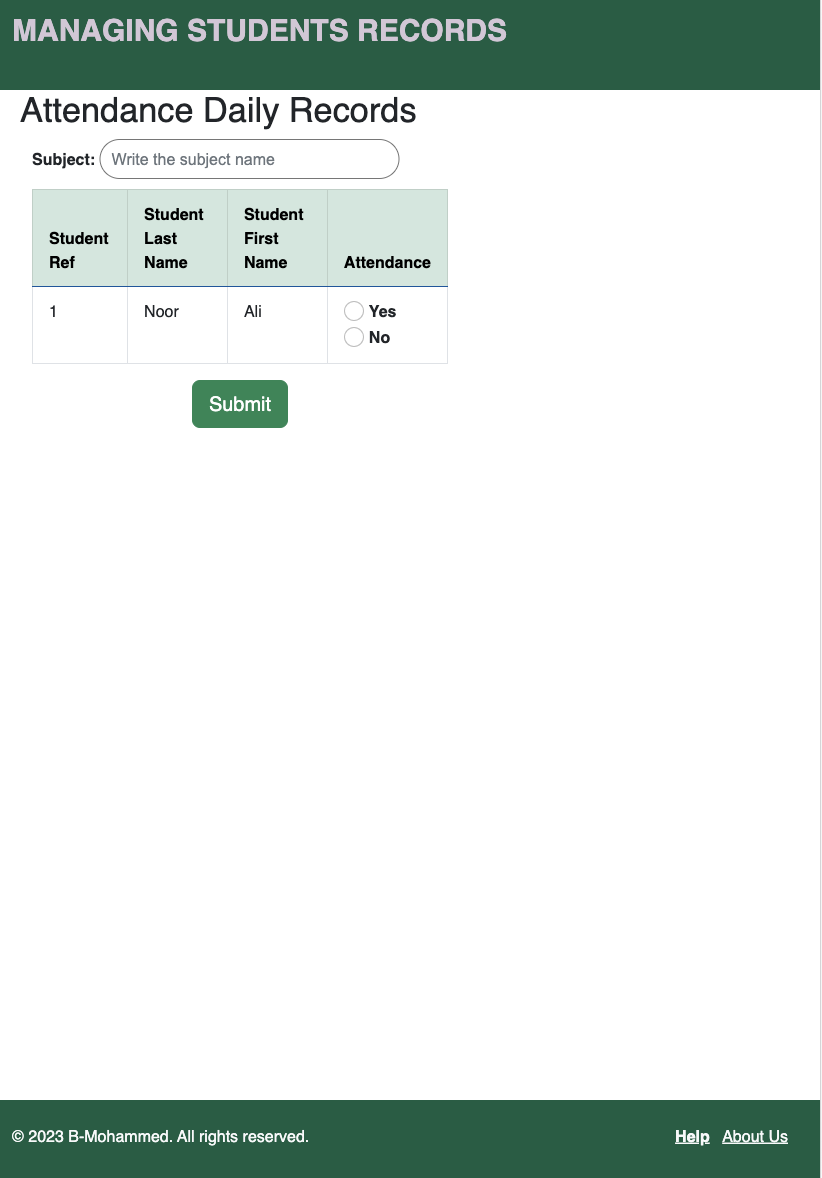 MANAGING STUDENTS RECORDS
Attendance Daily Records
Subject: Write the subject name
Student Ref Student Last Name Student First Name Attendance
1 Noor Ali Yes
No
Submit
© 2023 B-Mohammed. All rights reserved. Help About Us